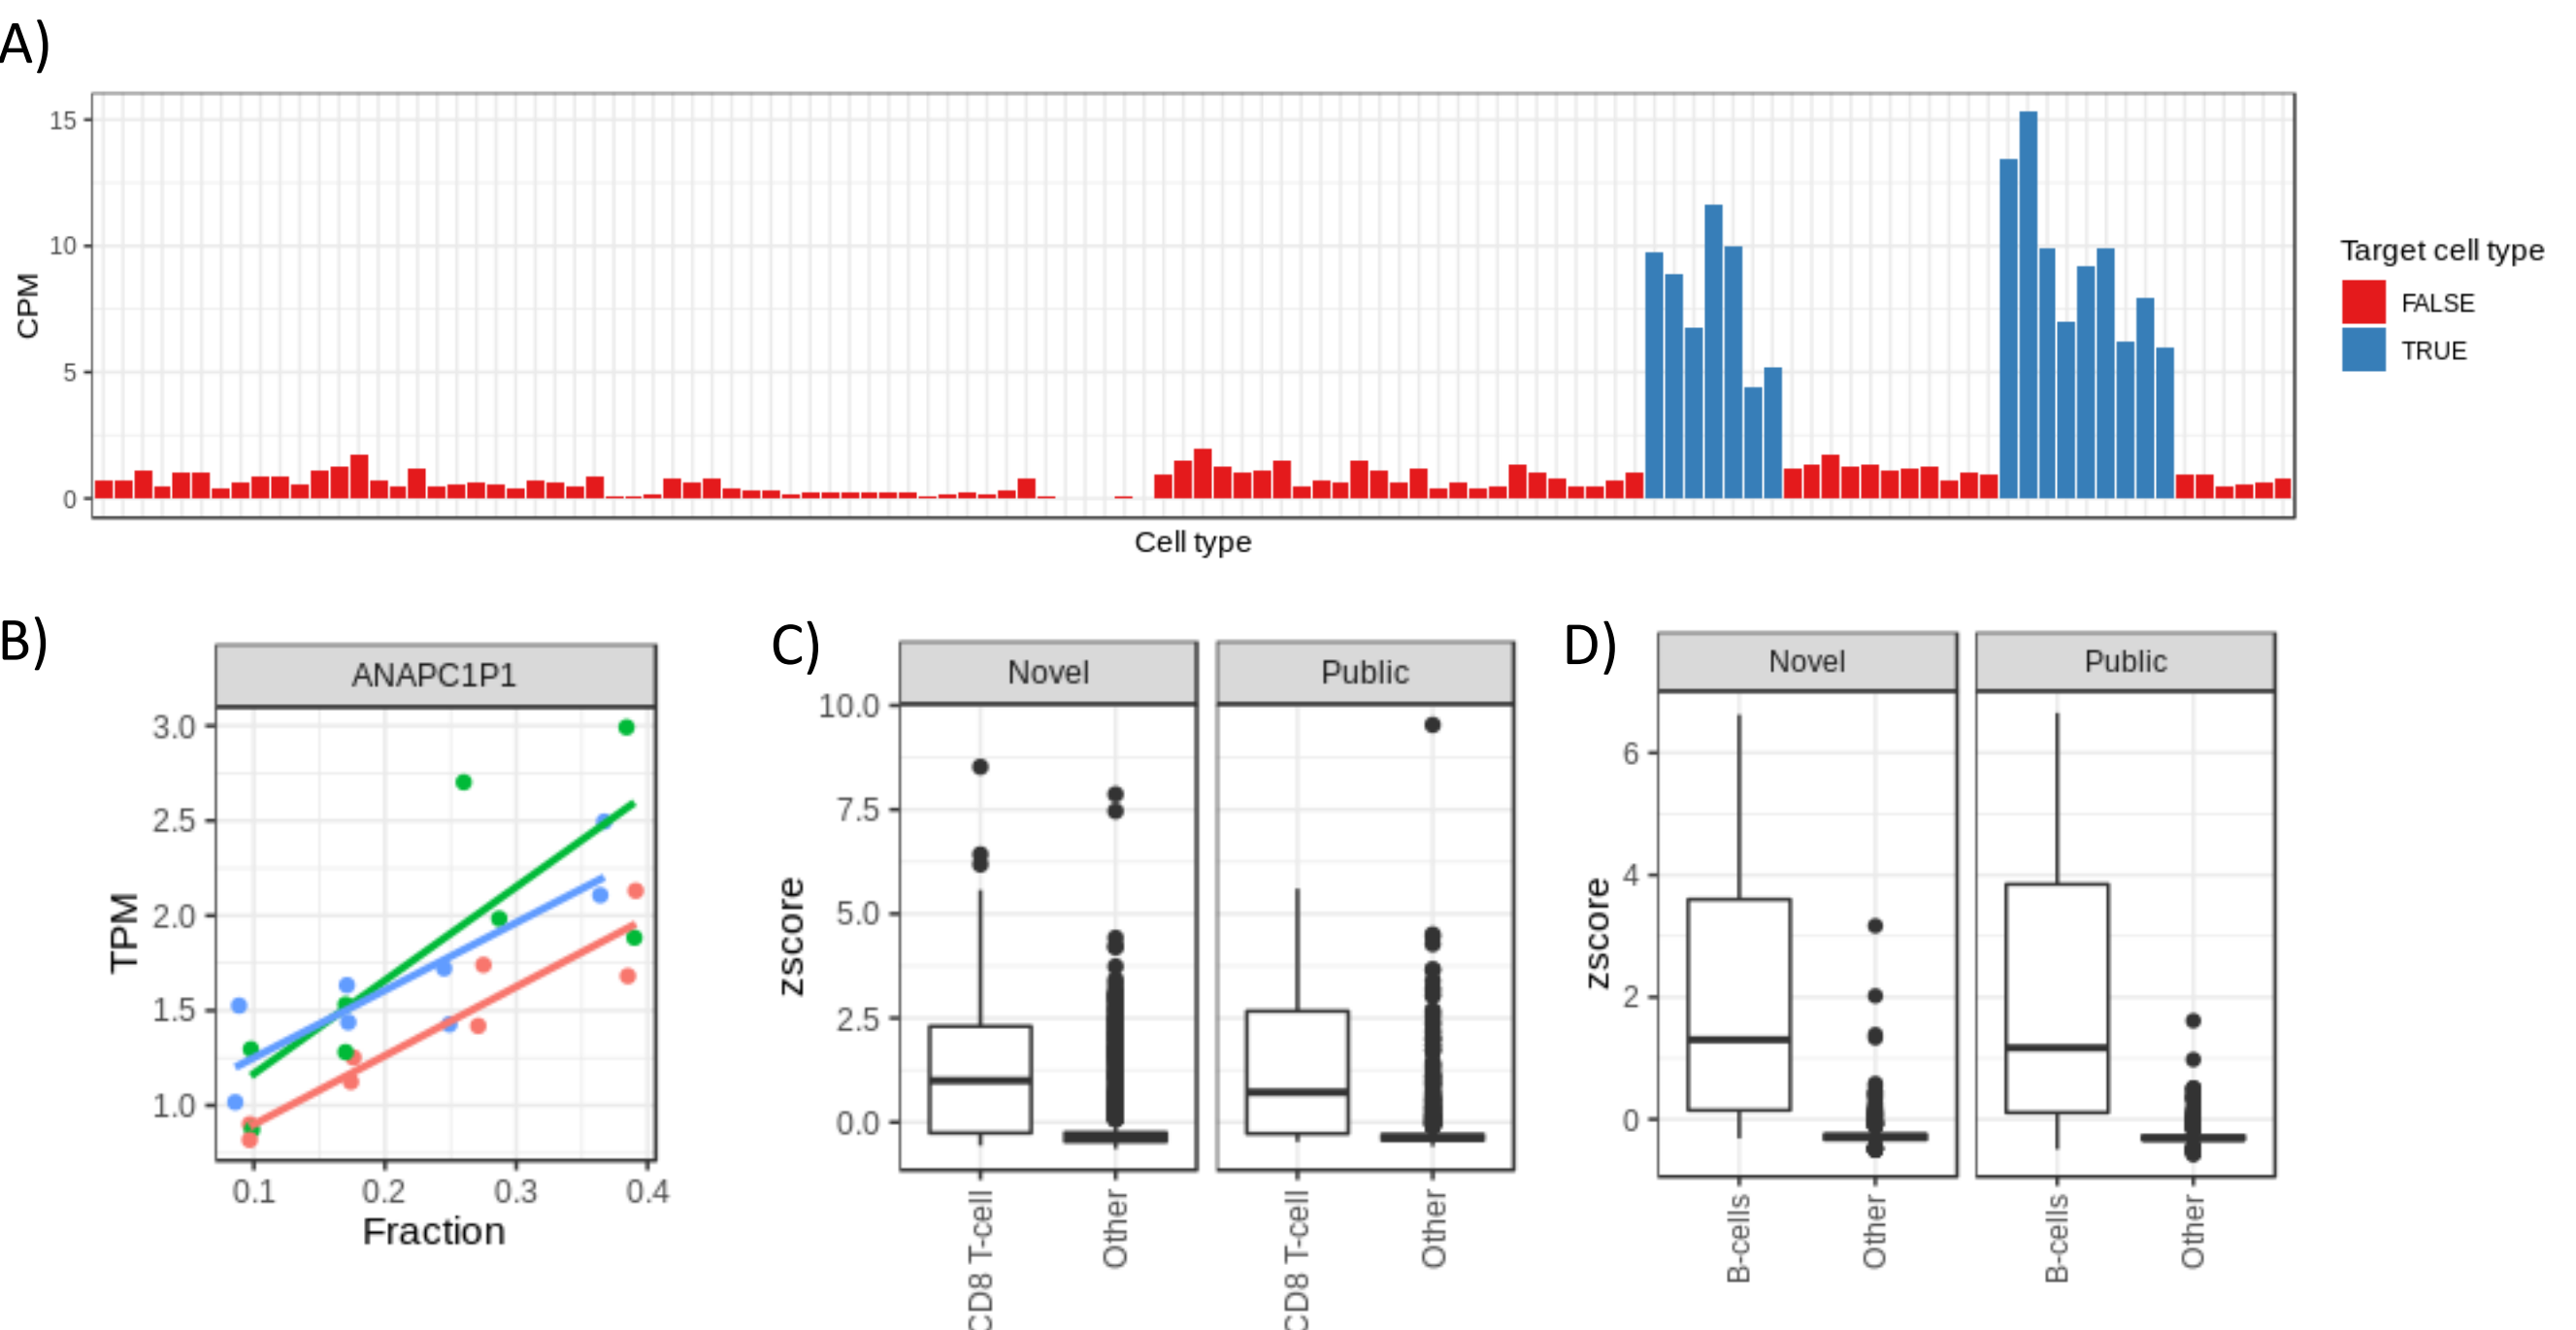 A)
15
10
5
0
CPM
Cell type
Target cell type
FALSE
TRUE
B)
ANAPC1P1
3.0
2.5
2.0
1.5
1.0
TPM
0.1 0.2 0.3 0.4
Fraction
C)
Novel Public
10.0
7.5
5.0
2.5
0.0
zscore
CD8 T-cell Other CD8 T-cell Other
D)
Novel Public
6
4
2
0
zscore
B-cells Other B-cells Other